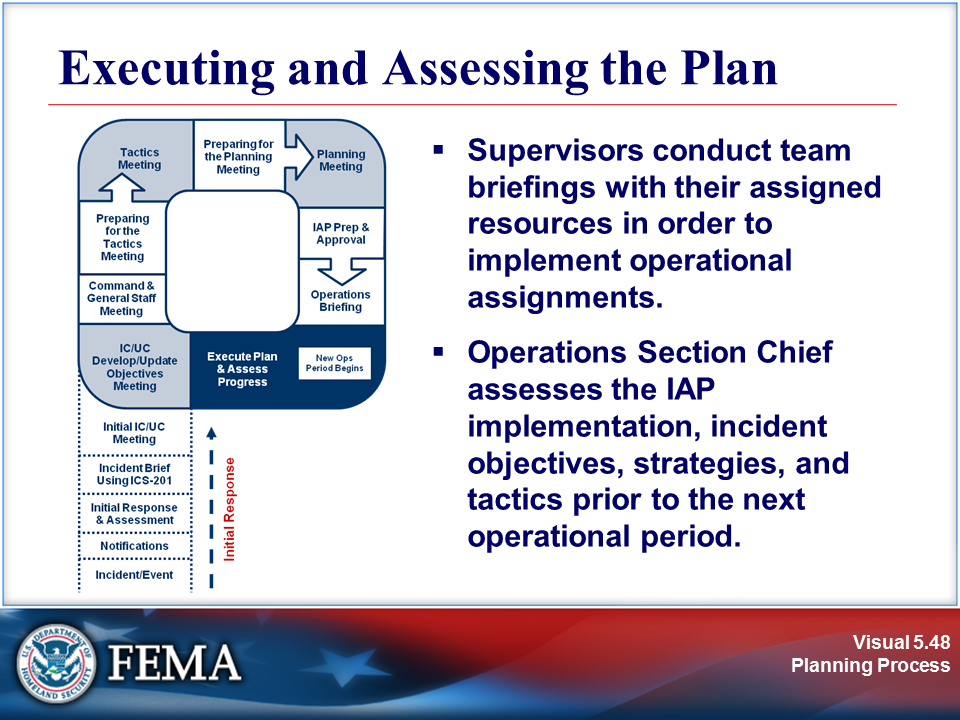 Executing and Assessing the Plan
Tactics
Meeting
Preparing for
the Planning
Meeting
Planning
Meeting
Preparing
for the
Tactics
Meeting
IAP Prep &
Approval
Command &
General Staff
Meeting
Operations
Briefing
IC/UC
Develop/Update
Objectives
Meeting
Execute Plan
& Assess
Progress
New Ops
Period Begins
Initial IC/UC
Meeting
Incident Brief
Using ICS-201
Initial Response
& Assessment
Notifications
Incident/Event
Initial Response
▪ Supervisors conduct team
briefings with their assigned
resources in order to
implement operational
assignments.
▪ Operations Section Chief
assesses the IAP
implementation, incident
objectives, strategies, and
tactics prior to the next
operational period.
U.S. DEPARTMENT OF
HOMELAND SECURITY
FEMA
Visual 5.48
Planning Process